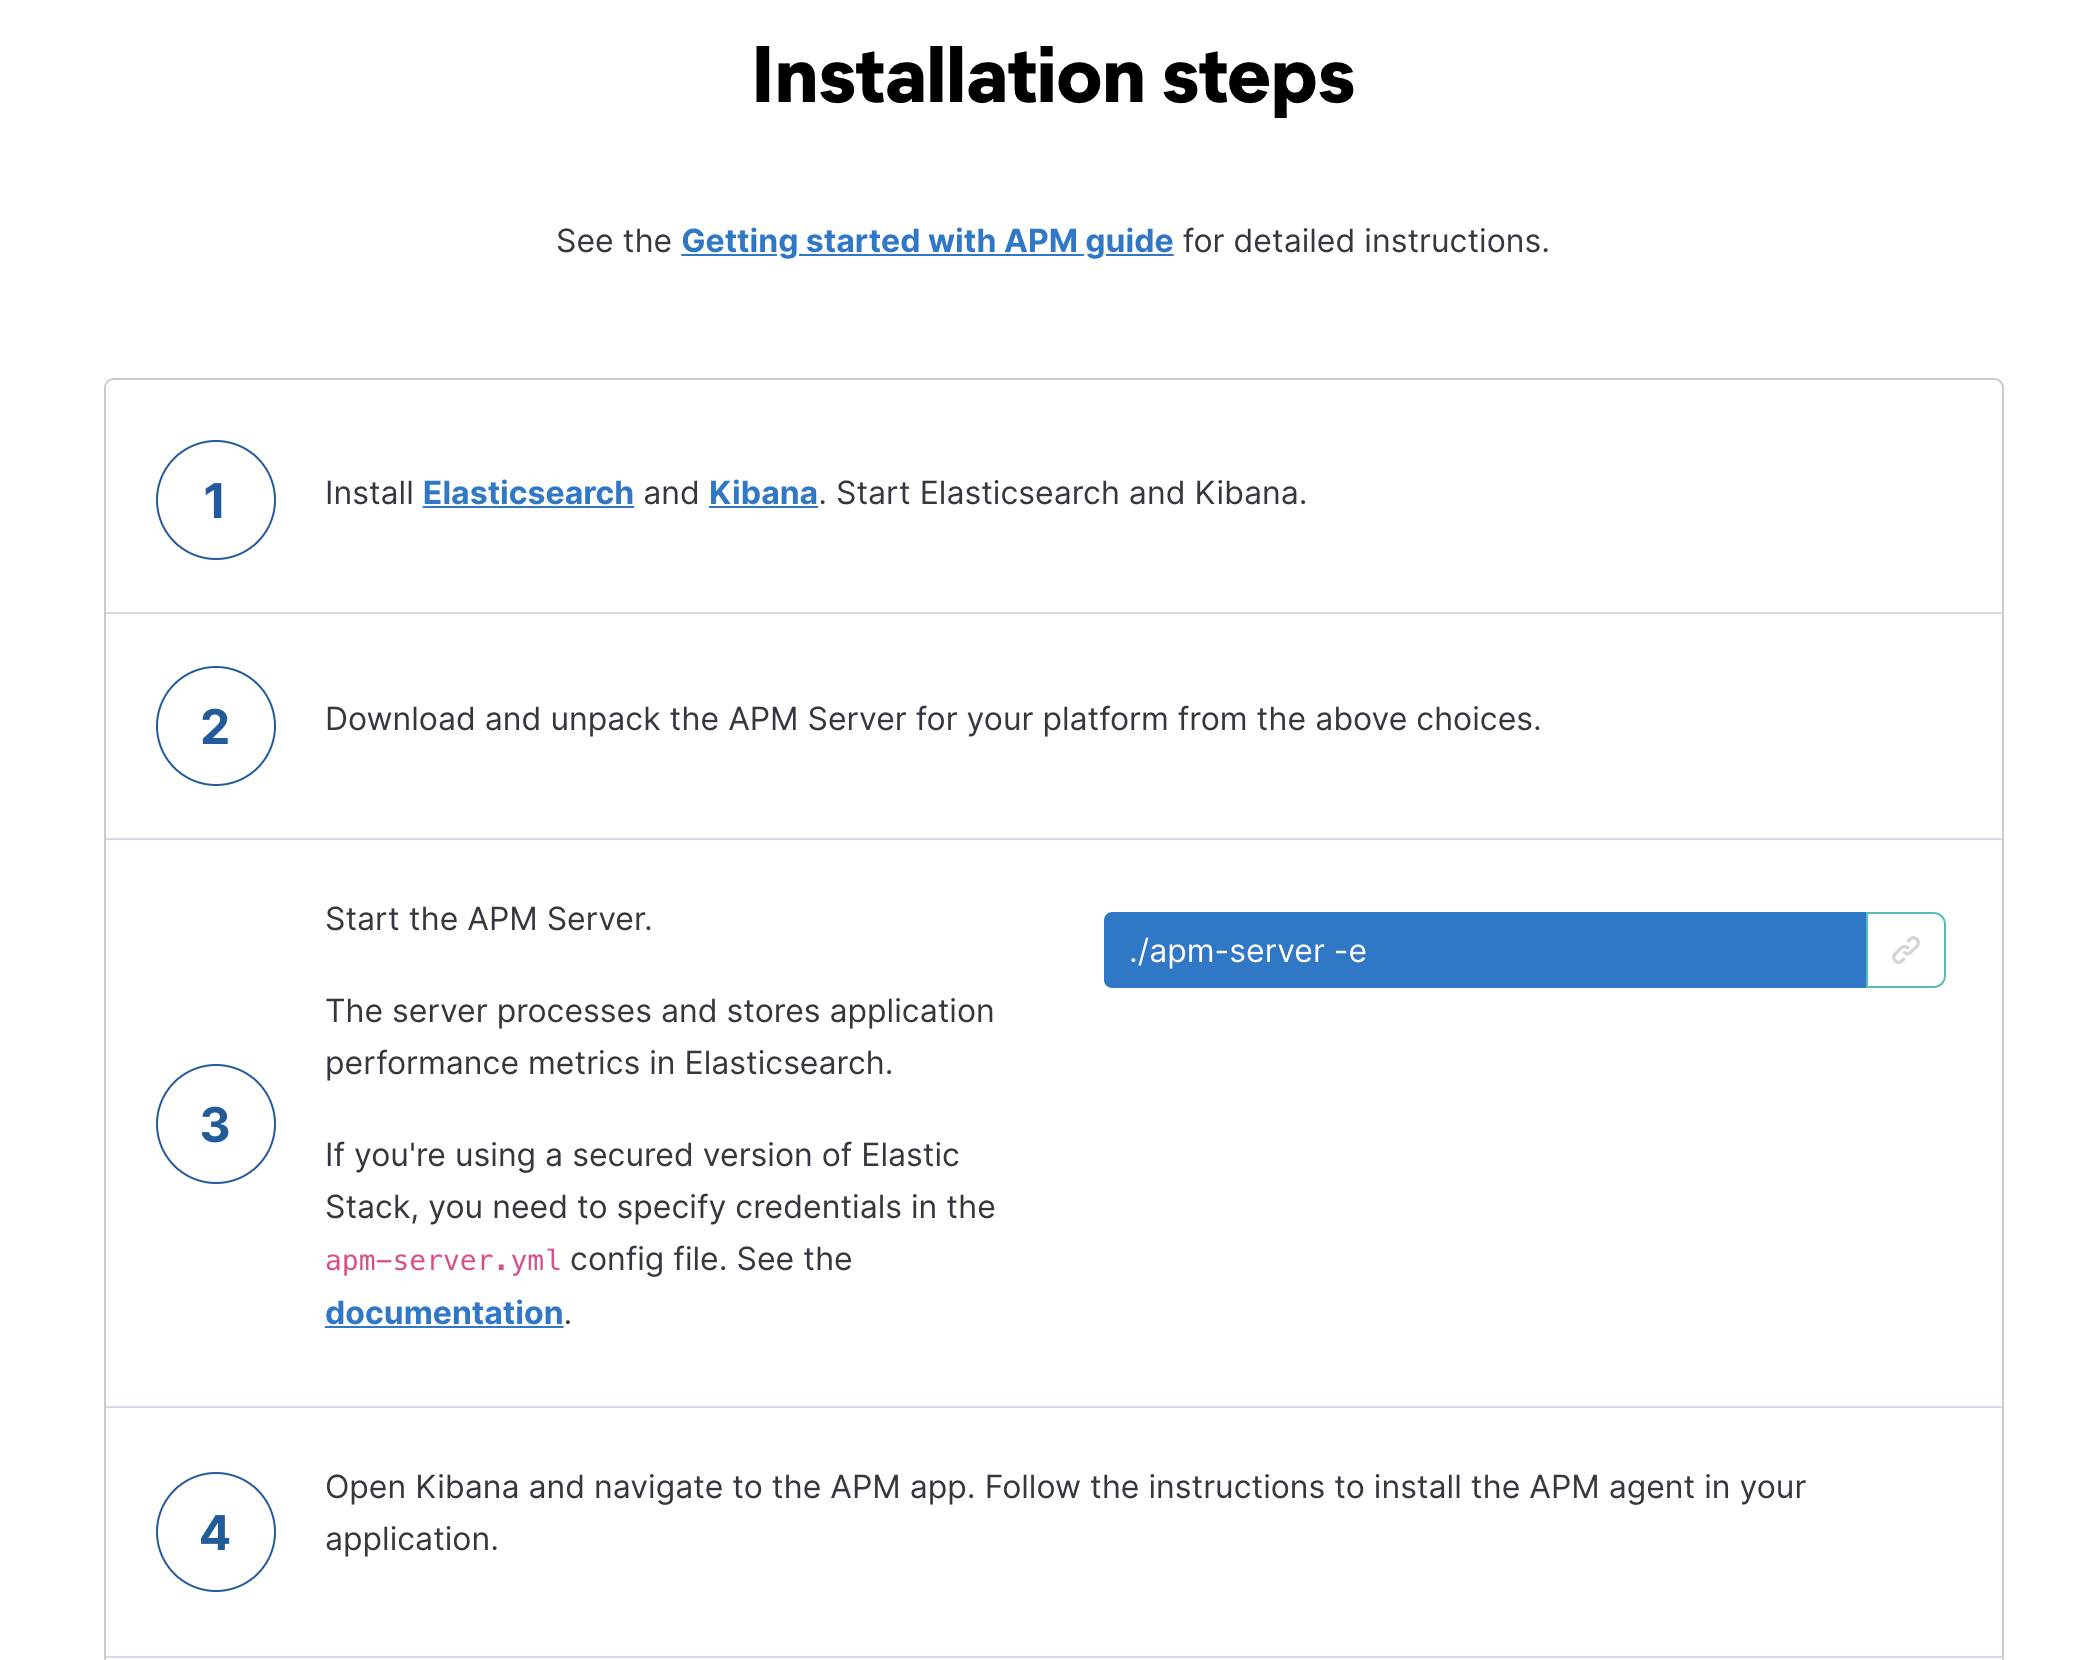 Installation steps
See the Getting started with APM guide for detailed instructions.
1
Install Elasticsearch and Kibana. Start Elasticsearch and Kibana.
2
Download and unpack the APM Server for your platform from the above choices.
3
Start the APM Server.
The server processes and stores application
performance metrics in Elasticsearch.
If you're using a secured version of Elastic
Stack, you need to specify credentials in the
apm-server.yml config file. See the
documentation.
./apm-server -e
4
Open Kibana and navigate to the APM app. Follow the instructions to install the APM agent in your
application.